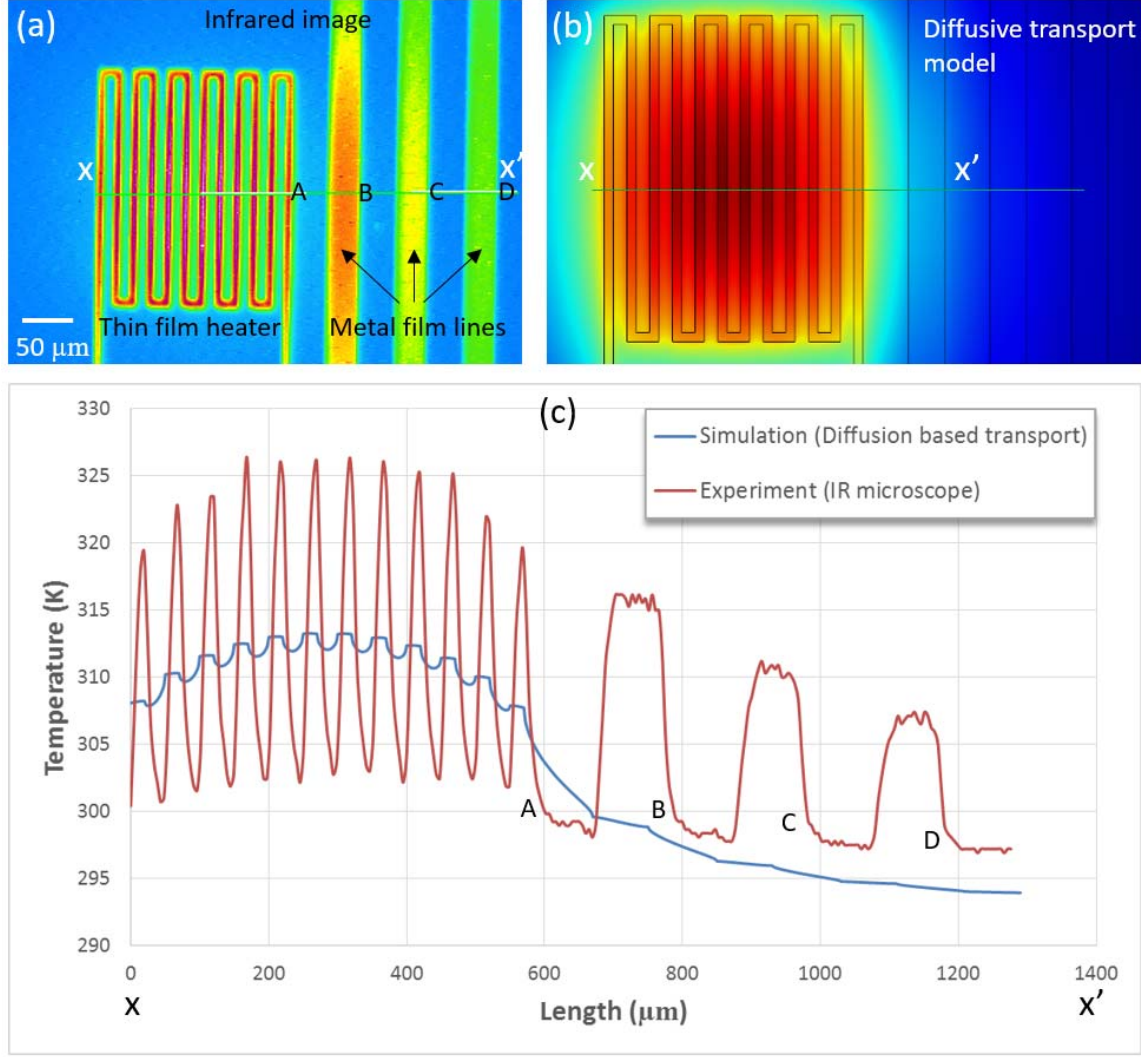 (a)
Infrared image
X
X’
A
B
C
D
Thin film heater
Metal film lines
50 μm
(b)
Diffusive transport
model
X
X’
(c)
Simulation (Diffusion based transport)
Experiment (IR microscope)
Temperature (K)
330
325
320
315
310
305
300
295
290
A
B
C
D
0 200 400 600 800 1000 1200 1400
X
Length (μm)
X’